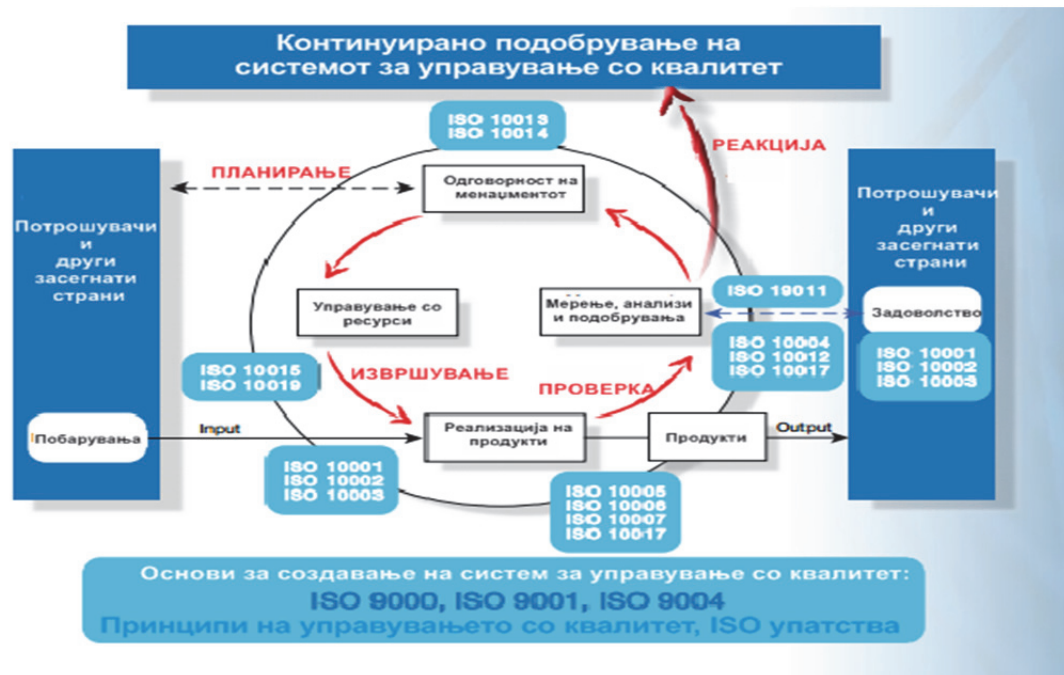 Континуирано подобрување на
системот за управување со квалитет
ISO 10013
ISO 10014
РЕАКЦИЈА
ПЛАНИРАЊЕ
Одговорност на
менаџментот
Потрошувачи
и
други
засегнати
страни
Потрошувачи
и
други
засегнати
страни
ISO 19011
Управување со
ресурси
Мерење, анализи
и подобрувања
Задоволство
ISO 10004
ISO 10012
ISO 10017
ISO 10001
ISO 10002
ISO 10003
ISO 10015
ISO 10019
ИЗВРШУВАЊЕ
ПРОВЕРКА
Побарувања
Input
Реализација на
продукти
Продукти
Output
ISO 10001
ISO 10002
ISO 10003
ISO 10005
ISO 10006
ISO 10007
ISO 10017
Основи за создавање на систем за управување со квалитет:
ISO 9000, ISO 9001, ISO 9004
Принципи на управувањето со квалитет, ISO упатства